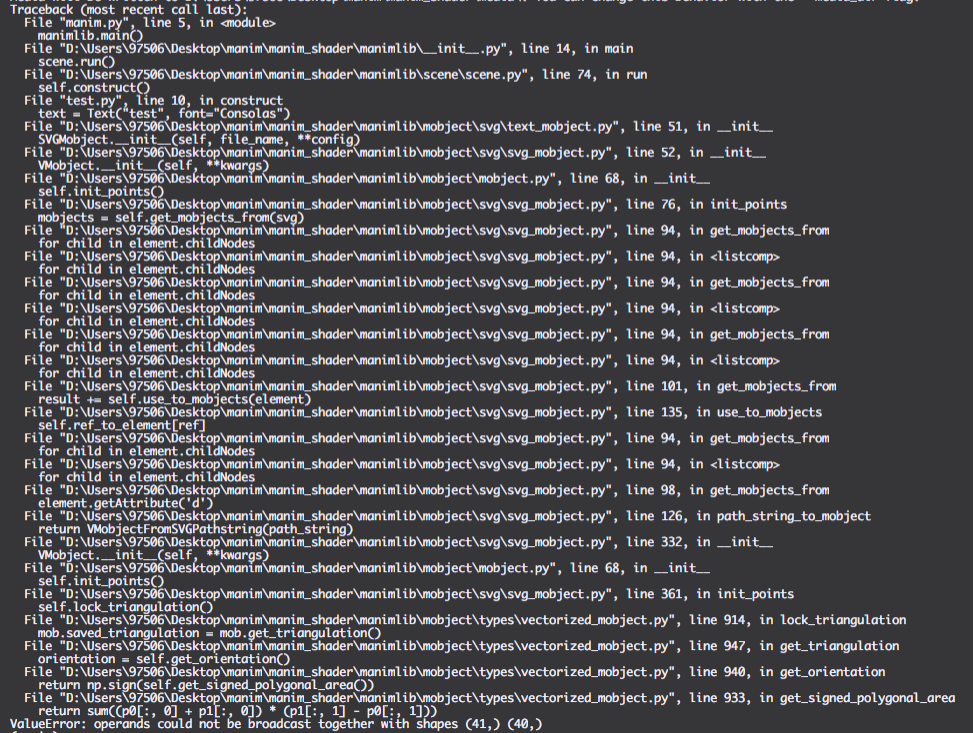 Traceback (most recent call last):
File "manim.py", line 5, in <module>
manimlib.main()
File "D:\Users\97506\Desktop\manim\manim_shader\manimlib\__init__.py", line 14, in main
scene.run()
File "D:\Users\97506\Desktop\manim\manim_shader\manimlib\scene\scene.py", line 74, in run
self.construct()
File "test.py", line 10, in construct
text = Text("test", font="Consolas")
File "D:\Users\97506\Desktop\manim\manim_shader\manimlib\mobject\svg\text_mobject.py", line 51, in __init__
SVGMobject.__init__(self, file_name, **config)
File "D:\Users\97506\Desktop\manim\manim_shader\manimlib\mobject\svg\svg_mobject.py", line 52, in __init__
VMobject.__init__(self, **kwargs)
File "D:\Users\97506\Desktop\manim\manim_shader\manimlib\mobject\mobject.py", line 68, in __init__
self.init_points()
File "D:\Users\97506\Desktop\manim\manim_shader\manimlib\mobject\svg\svg_mobject.py", line 76, in init_points
mobjects = self.get_mobjects_from(svg)
File "D:\Users\97506\Desktop\manim\manim_shader\manimlib\mobject\svg\svg_mobject.py", line 94, in get_mobjects_from
for child in element.childNodes
File "D:\Users\97506\Desktop\manim\manim_shader\manimlib\mobject\svg\svg_mobject.py", line 94, in <listcomp>
for child in element.childNodes
File "D:\Users\97506\Desktop\manim\manim_shader\manimlib\mobject\svg\svg_mobject.py", line 94, in get_mobjects_from
for child in element.childNodes
File "D:\Users\97506\Desktop\manim\manim_shader\manimlib\mobject\svg\svg_mobject.py", line 94, in <listcomp>
for child in element.childNodes
File "D:\Users\97506\Desktop\manim\manim_shader\manimlib\mobject\svg\svg_mobject.py", line 94, in get_mobjects_from
for child in element.childNodes
File "D:\Users\97506\Desktop\manim\manim_shader\manimlib\mobject\svg\svg_mobject.py", line 94, in <listcomp>
for child in element.childNodes
File "D:\Users\97506\Desktop\manim\manim_shader\manimlib\mobject\svg\svg_mobject.py", line 101, in get_mobjects_from
result += self.use_to_mobjects(element)
File "D:\Users\97506\Desktop\manim\manim_shader\manimlib\mobject\svg\svg_mobject.py", line 135, in use_to_mobjects
self.ref_to_element[ref]
File "D:\Users\97506\Desktop\manim\manim_shader\manimlib\mobject\svg\svg_mobject.py", line 94, in get_mobjects_from
for child in element.childNodes
File "D:\Users\97506\Desktop\manim\manim_shader\manimlib\mobject\svg\svg_mobject.py", line 94, in <listcomp>
for child in element.childNodes
File "D:\Users\97506\Desktop\manim\manim_shader\manimlib\mobject\svg\svg_mobject.py", line 98, in get_mobjects_from
element.getAttribute('d')
File "D:\Users\97506\Desktop\manim\manim_shader\manimlib\mobject\svg\svg_mobject.py", line 126, in path_string_to_mobject
return VMobjectFromSVGPathstring(path_string)
File "D:\Users\97506\Desktop\manim\manim_shader\manimlib\mobject\svg\svg_mobject.py", line 332, in __init__
VMobject.__init__(self, **kwargs)
File "D:\Users\97506\Desktop\manim\manim_shader\manimlib\mobject\mobject.py", line 68, in __init__
self.init_points()
File "D:\Users\97506\Desktop\manim\manim_shader\manimlib\mobject\svg\svg_mobject.py", line 361, in init_points
self.lock_triangulation()
File "D:\Users\97506\Desktop\manim\manim_shader\manimlib\mobject\types\vectorized_mobject.py", line 914, in lock_triangulation
mob.saved_triangulation = mob.get_triangulation()
File "D:\Users\97506\Desktop\manim\manim_shader\manimlib\mobject\types\vectorized_mobject.py", line 947, in get_triangulation
orientation = self.get_orientation()
File "D:\Users\97506\Desktop\manim\manim_shader\manimlib\mobject\types\vectorized_mobject.py", line 940, in get_orientation
return np.sign(self.get_signed_polygonal_area())
File "D:\Users\97506\Desktop\manim\manim_shader\manimlib\mobject\types\vectorized_mobject.py", line 933, in get_signed_polygonal_area
return sum((p0[:, 0] + p1[:, 0]) * (p1[:, 1] - p0[:, 1]))
ValueError: operands could not be broadcast together with shapes (41,) (40,)